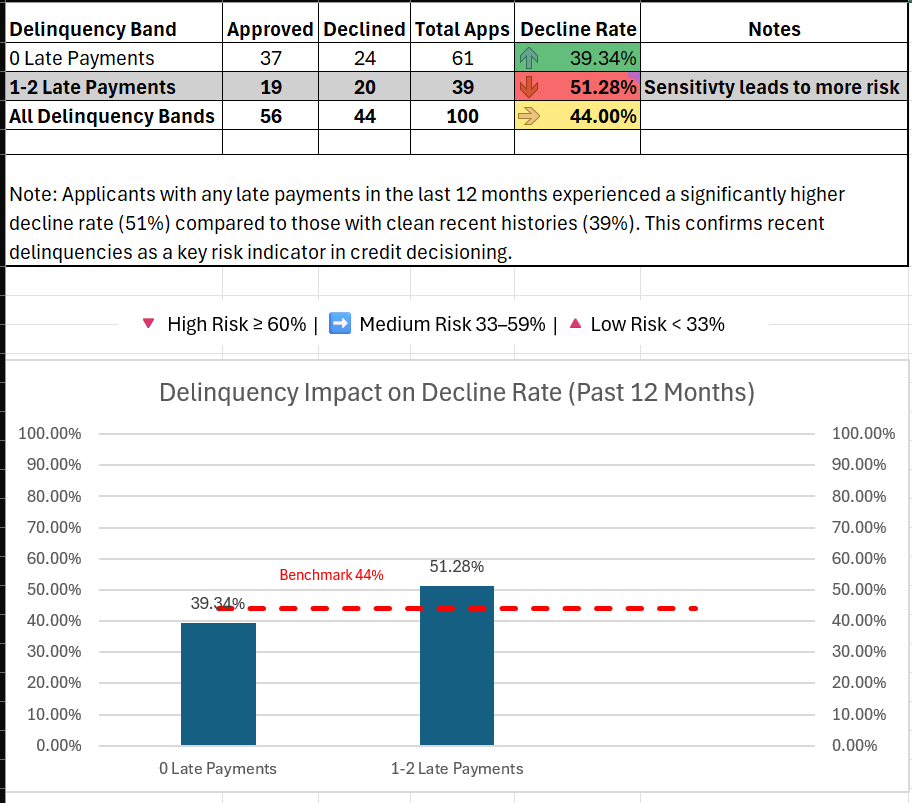 Delinquency Band Approved Declined Total Apps Decline Rate Notes
0 Late Payments 37 24 61 39.34%
1-2 Late Payments 19 20 39 51.28% Sensitivty leads to more risk
All Delinquency Bands 56 44 100 44.00%
Note: Applicants with any late payments in the last 12 months experienced a significantly higher
decline rate (51%) compared to those with clean recent histories (39%). This confirms recent
delinquencies as a key risk indicator in credit decisioning.
🔻 High Risk ≥ 60% | ➡️ Medium Risk 33–59% | 🔺 Low Risk < 33%
Delinquency Impact on Decline Rate (Past 12 Months)
100.00% 100.00%
90.00% 90.00%
80.00% 80.00%
70.00% 70.00%
60.00% 60.00%
51.28%
Benchmark 44%
50.00% 50.00%
39.34%
40.00% 40.00%
30.00% 30.00%
20.00% 20.00%
10.00% 10.00%
0.00% 0.00%
0 Late Payments 1-2 Late Payments